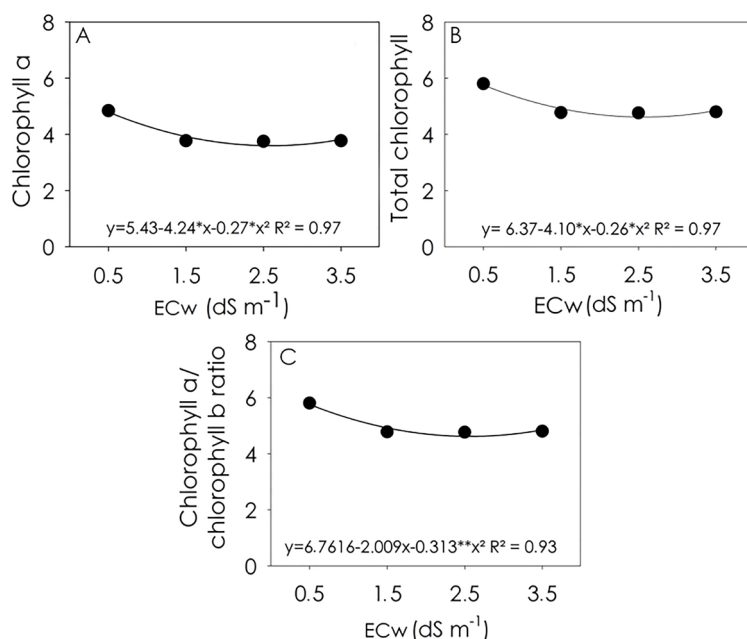 A
Chlorophyll a
8
6
4
2
0
y=5.43-4.24*x-0.27*x² R² = 0.97
0.5 1.5 2.5 3.5
ECw (dS m⁻¹)
B
Total chlorophyll
8
6
4
2
0
y= 6.37-4.10*x-0.26*x² R² = 0.97
0.5 1.5 2.5 3.5
ECw (dS m⁻¹)
C
Chlorophyll a/
chlorophyll b ratio
8
6
4
2
0
y=6.7616-2.009x-0.313**x² R² = 0.93
0.5 1.5 2.5 3.5
ECw (dS m⁻¹)